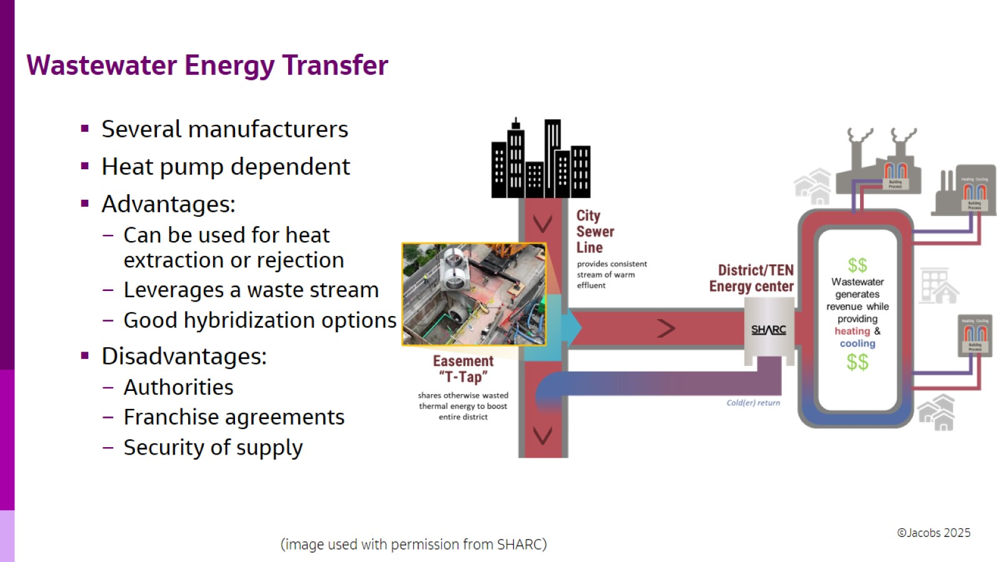 Wastewater Energy Transfer
▪ Several manufacturers
▪ Heat pump dependent
▪ Advantages:
– Can be used for heat
extraction or rejection
– Leverages a waste stream
– Good hybridization options
▪ Disadvantages:
– Authorities
– Franchise agreements
– Security of supply
City
Sewer
Line
provides consistent
stream of warm
effluent
Easement
“T-Tap”
shares otherwise wasted
thermal energy to boost
entire district
District/TEN
Energy center
SHARC
Cold(er) return
$$
Wastewater
generates
revenue while
providing
heating &
cooling
$$
Building
Process
Heating Cooling
Building
Process
Heating Cooling
Building
Process
(image used with permission from SHARC)
©Jacobs 2025